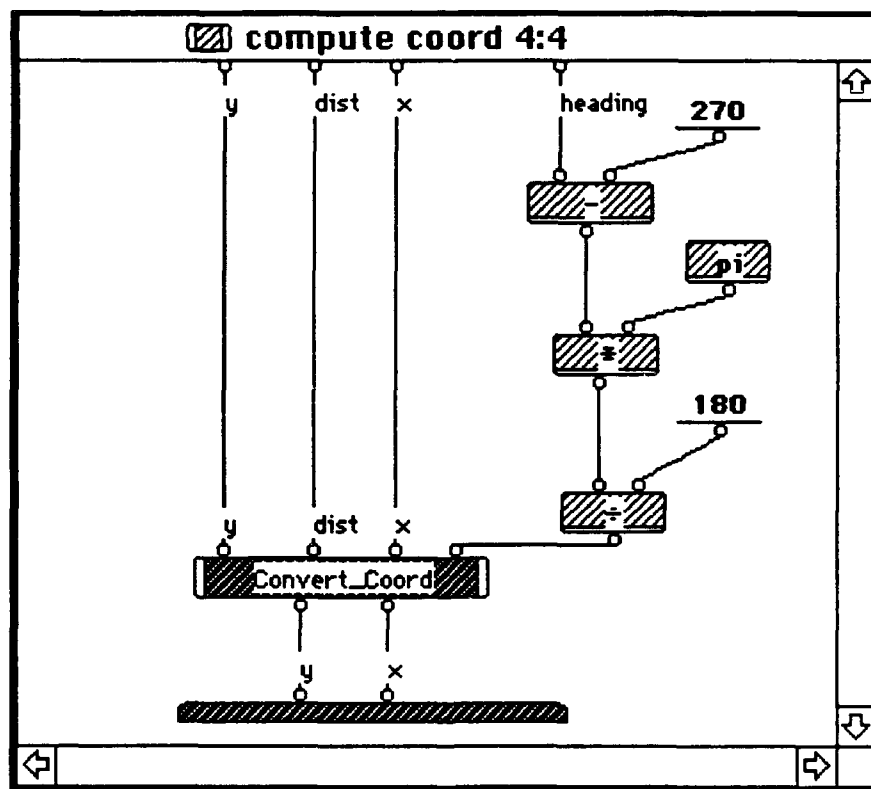 compute coord 4:4
y dist x heading
270
-
pi
*
180
÷
y dist x
Convert_Coord
y x